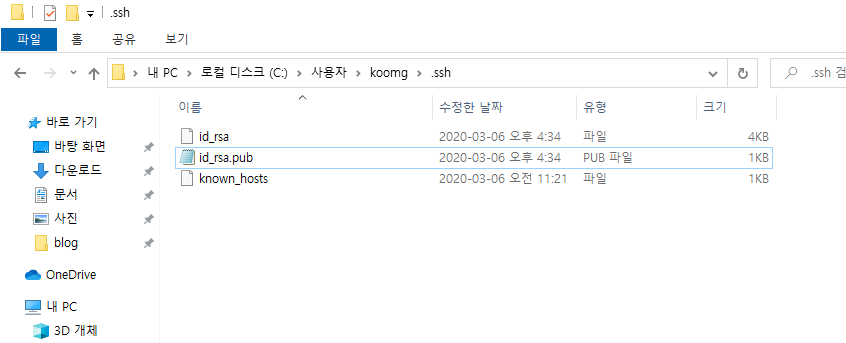 .ssh
파일 홈 공유 보기
내 PC 로컬 디스크 (C:) 사용자 koomg .ssh .ssh 검
이름 수정한 날짜 유형 크기
바로 가기
바탕 화면
다운로드
문서
사진
blog
OneDrive
내 PC
3D 개체
id_rsa 2020-03-06 오후 4:34 파일 4KB
id_rsa.pub 2020-03-06 오후 4:34 PUB 파일 1KB
known_hosts 2020-03-06 오전 11:21 파일 1KB